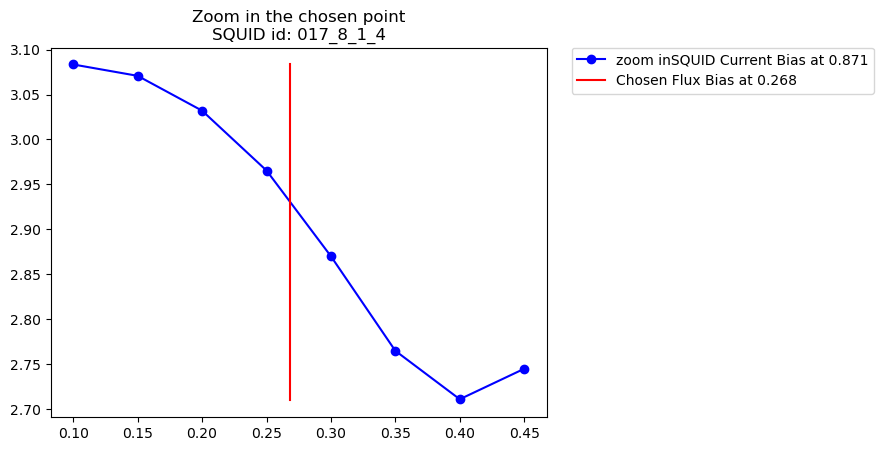 Zoom in the chosen point
SQUID id: 017_8_1_4
zoom inSQUID Current Bias at 0.871
Chosen Flux Bias at 0.268
3.10
3.05
3.00
2.95
2.90
2.85
2.80
2.75
2.70
0.10 0.15 0.20 0.25 0.30 0.35 0.40 0.45